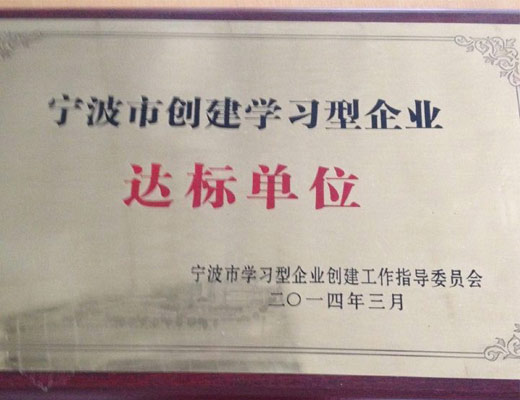 宁波市创建学习型企业
达标单位
宁波市学习型企业创建工作指导委员会
二〇一四年三月